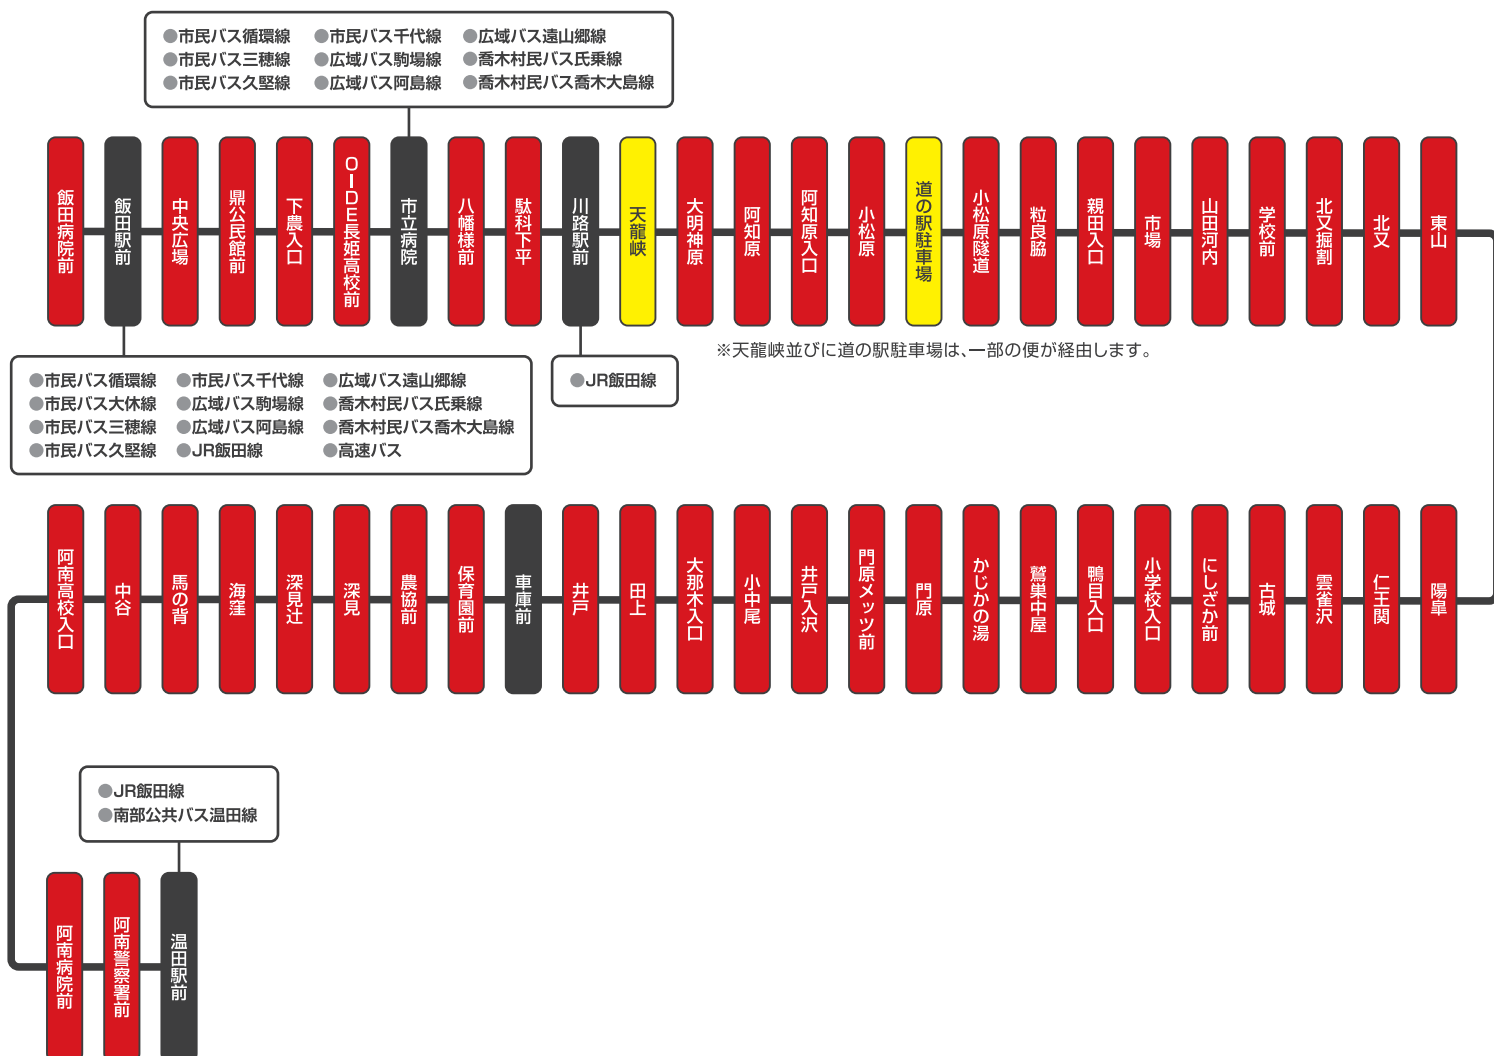 ●市民バス循環線 ●市民バス千代線 ●広域バス遠山郷線
●市民バス三穂線 ●広域バス駒場線 ●喬木村民バス氏乗線
●市民バス久堅線 ●広域バス阿島線 ●喬木村民バス喬木大島線
飯田病院前
飯田駅前
中央広場
鼎公民館前
下農入口
OIDE長姫高校前
市立病院
八幡様前
駄科下平
川路駅前
天龍峡
大明神原
阿知原
阿知原入口
小松原
道の駅駐車場
小松原隧道
粒良脇
親田入口
市場
山田河内
学校前
北又掘割
北又
東山
※天龍峡並びに道の駅駐車場は、一部の便が経由します。
●市民バス循環線 ●市民バス千代線 ●広域バス遠山郷線
●市民バス大休線 ●広域バス駒場線 ●喬木村民バス氏乗線
●市民バス三穂線 ●広域バス阿島線 ●喬木村民バス喬木大島線
●市民バス久堅線 ●JR飯田線 ●高速バス
●JR飯田線
阿南高校入口
中谷
馬の背
海窪
深見辻
深見
農協前
保育園前
車庫前
井戸
田上
大那木入口
小中尾
井戸入沢
門原メッツ前
門原
かじかの湯
鷲巣中屋
鴨目入口
小学校入口
にしざか前
古城
雲雀沢
仁王関
陽皐
●JR飯田線
●南部公共バス温田線
阿南病院前
阿南警察署前
温田駅前